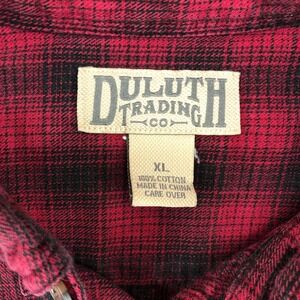 DULUTH
TRADING
CO
XL
100% COTTON
MADE IN CHINA
CARE OVER